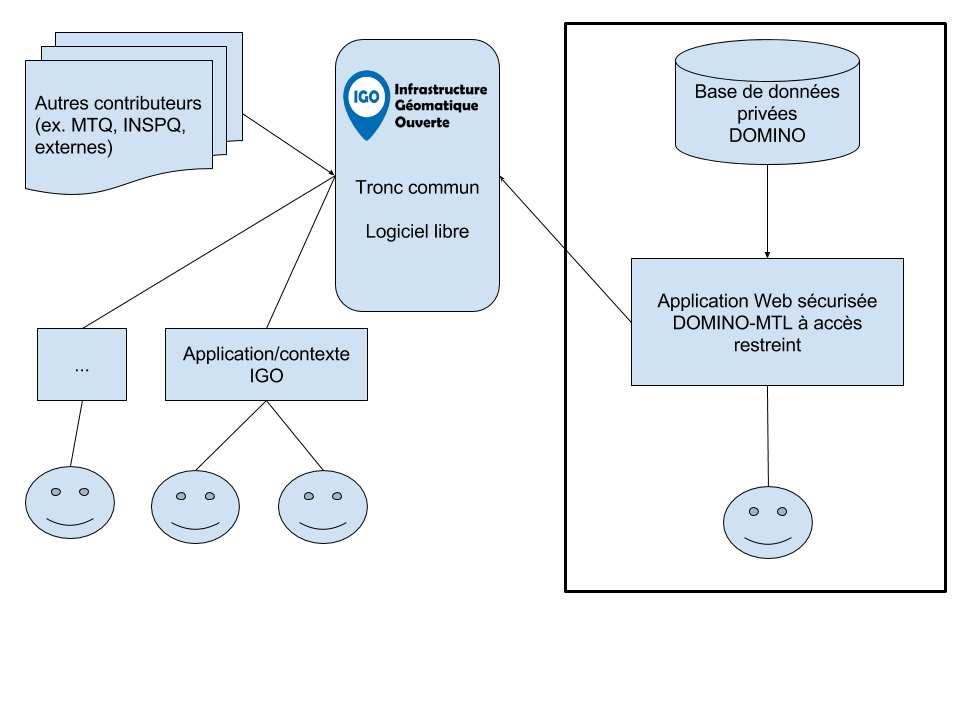 Autres contributeurs
(ex. MTQ, INSPQ,
externes)
IGO
Infrastructure
Géomatique
Ouverte
Tronc commun
Logiciel libre
Base de données
privées
DOMINO
Application Web sécurisée
DOMINO-MTL à accès
restreint
...
Application/contexte
IGO